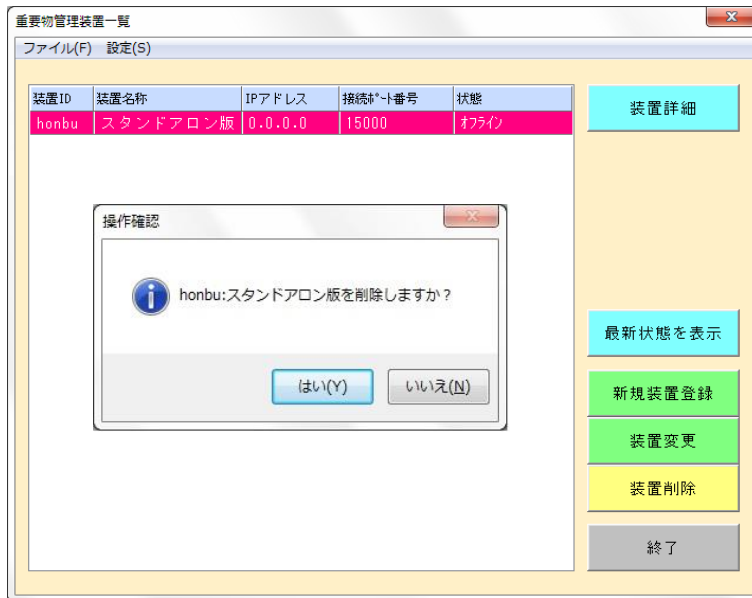 重要物管理装置一覧
ファイル(F) 設定(S)
装置ID 装置名称 IPアドレス 接続ﾎﾟｰﾄ番号 状態
honbu スタンドアロン版 0.0.0.0 15000 ｵﾌﾗｲﾝ
装置詳細
操作確認
honbu:スタンドアロン版を削除しますか？
はい(Y) いいえ(N)
最新状態を表示
新規装置登録
装置変更
装置削除
終了